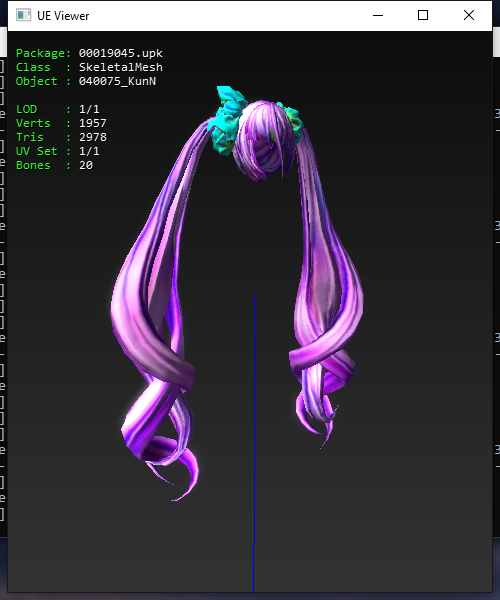 UE Viewer
Package: 00019045.upk
Class  : SkeletalMesh
Object : 040075_KunN
LOD    : 1/1
Verts  : 1957
Tris   : 2978
UV Set : 1/1
Bones  : 20